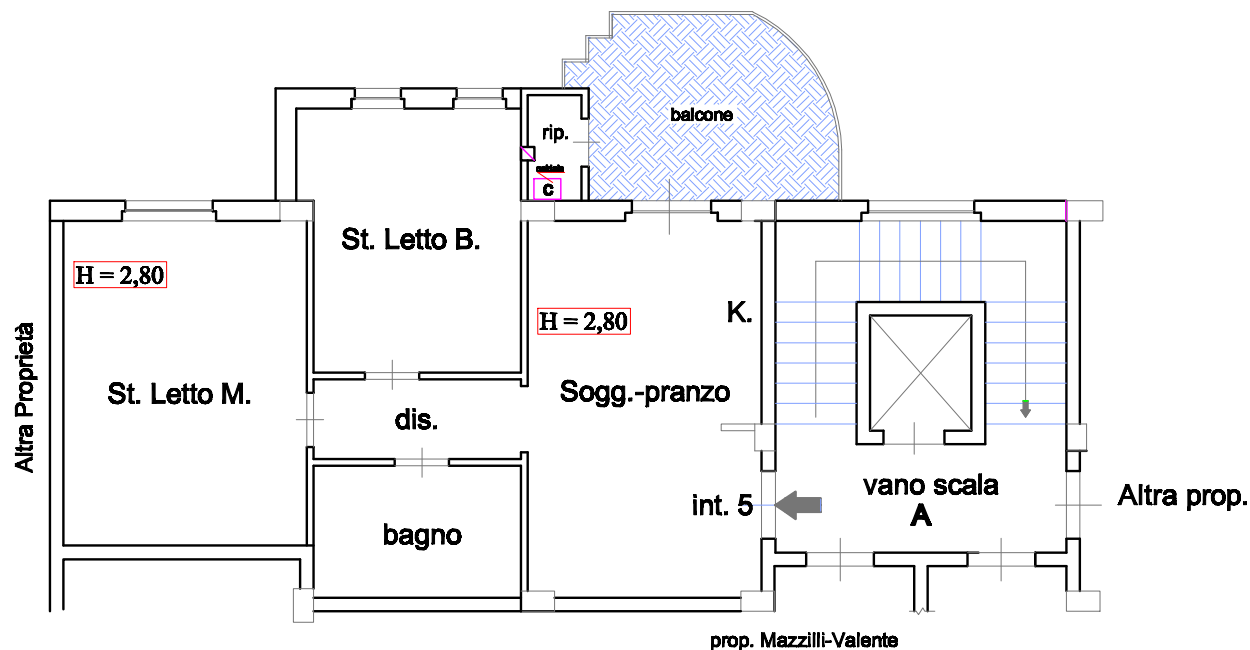 balcone
rip.
c
St. Letto B.
H = 2,80
H = 2,80
K.
Altra Proprietà
St. Letto M.
Sogg.-pranzo
dis.
vano scala
A
int. 5
Altra prop.
bagno
prop. Mazzilli-Valente